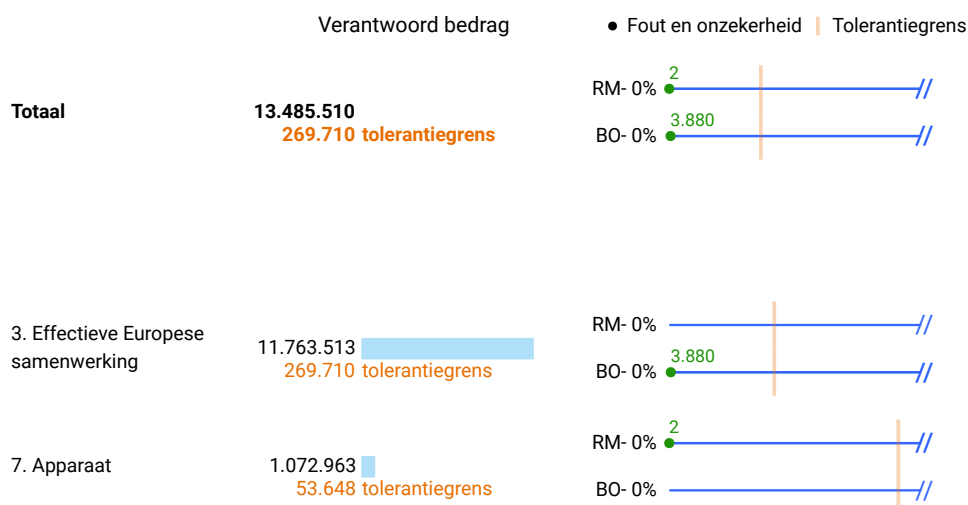 Verantwoord bedrag
Fout en onzekerheid
Tolerantiegrens
Totaal
13.485.510
269.710 tolerantiegrens
RM- 0%
2
BO- 0%
3.880
3. Effectieve Europese
samenwerking
11.763.513
269.710 tolerantiegrens
RM- 0%
BO- 0%
3.880
7. Apparaat
1.072.963
53.648 tolerantiegrens
RM- 0%
2
BO- 0%